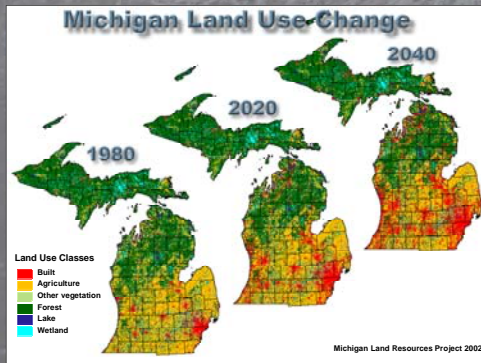 Michigan Land Use Change
2040
2020
1980
Land Use Classes
Built
Agriculture
Other vegetation
Forest
Lake
Wetland
Michigan Land Resources Project 2002